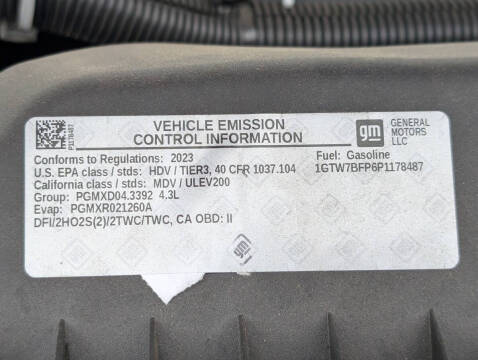 P1178487
VEHICLE EMISSION
CONTROL INFORMATION
gm
GENERAL
MOTORS
LLC
Conforms to Regulations: 2023
Fuel: Gasoline
U.S. EPA class / stds: HDV / TIER3, 40 CFR 1037.104
1GTW7BFP6P1178487
California class / stds: MDV / ULEV200
Group: PGMXD04.3392 4.3L
Evap: PGMXR021260A
DFI/2HO2S(2)/2TWC/TWC, CA OBD: II